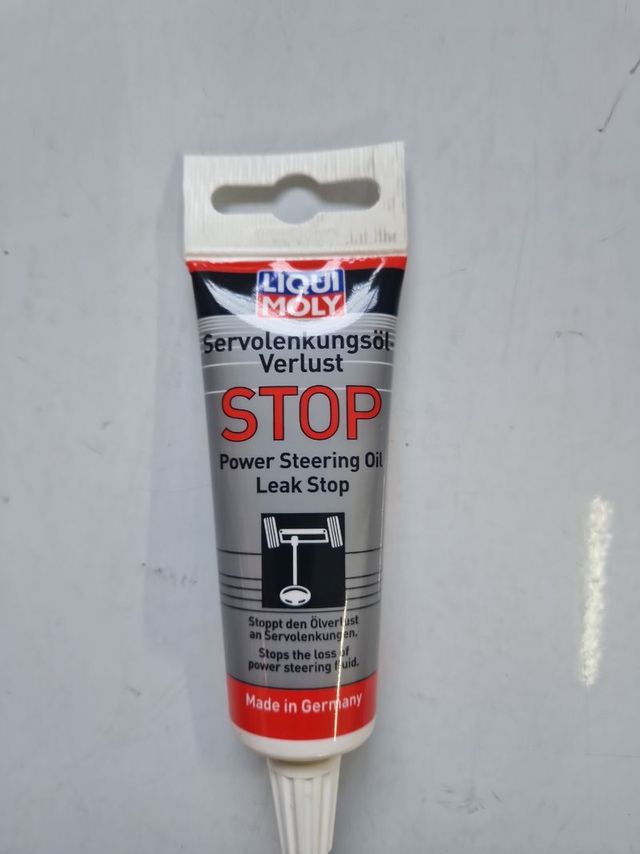 LIQUI
MOLY
Servolenkungsöl-
Verlust
STOP
Power Steering Oil
Leak Stop
Stoppt den Ölverlust
an Servolenkungen.
Stops the loss of
power steering fluid.
Made in Germany